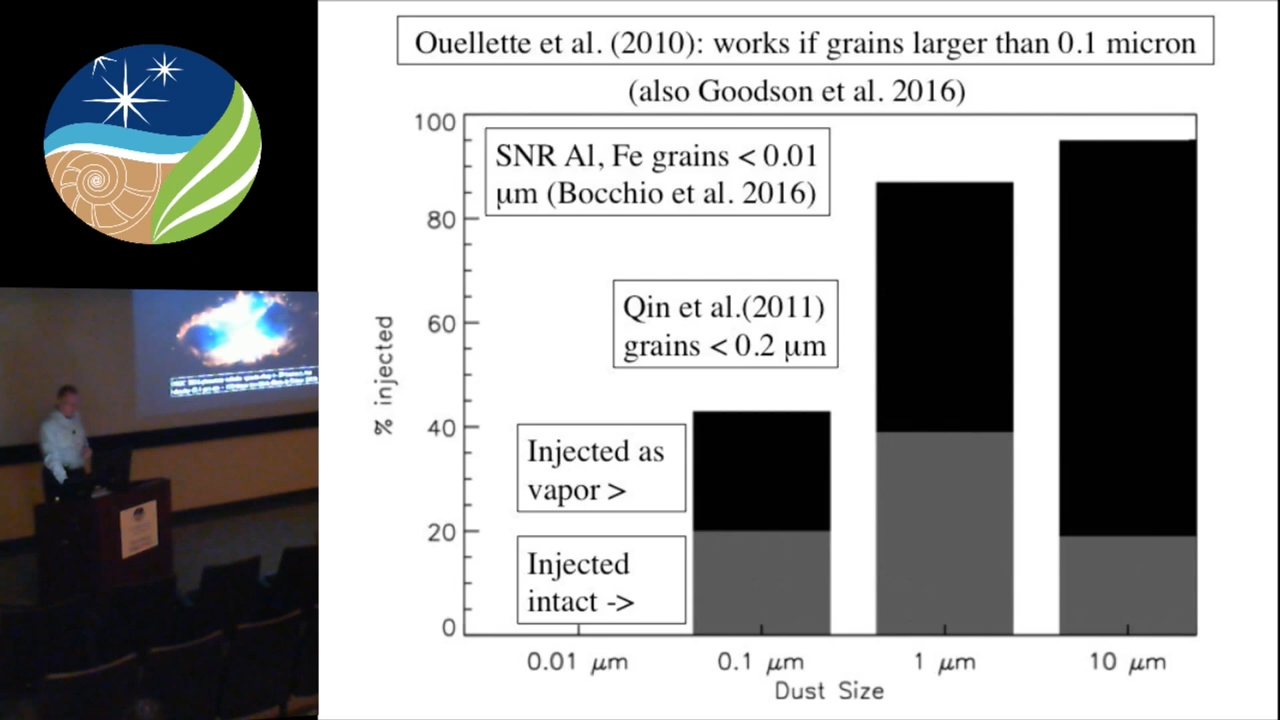 Ouellette et al. (2010): works if grains larger than 0.1 micron
(also Goodson et al. 2016)
100
80
60
40
20
0
% injected
SNR Al, Fe grains < 0.01
µm (Bocchio et al. 2016)
Qin et al.(2011)
grains < 0.2 µm
Injected as
vapor >
Injected
intact ->
0.01 µm
0.1 µm
1 µm
10 µm
Dust Size